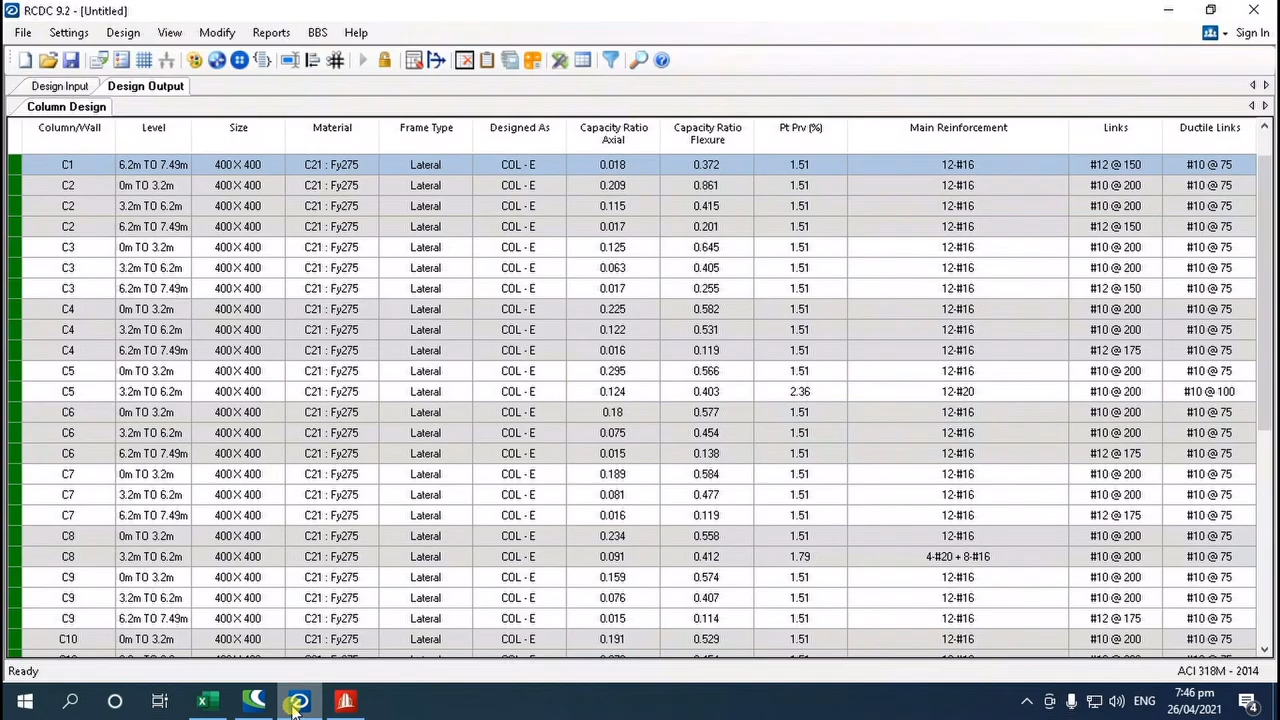 RCDC 9.2 - [Untitled]
File Settings Design View Modify Reports BBS Help Sign In
Design Input Design Output
Column Design
Column/Wall Level Size Material Frame Type Designed As Capacity Ratio Axial Capacity Ratio Flexure Pt Prv (%) Main Reinforcement Links Ductile Links
C1 6.2m TO 7.49m 400 X 400 C21 : Fy275 Lateral COL - E 0.018 0.372 1.51 12-#16 #12 @ 150 #10 @ 75
C2 0m TO 3.2m 400 X 400 C21 : Fy275 Lateral COL - E 0.209 0.861 1.51 12-#16 #10 @ 200 #10 @ 75
C2 3.2m TO 6.2m 400 X 400 C21 : Fy275 Lateral COL - E 0.115 0.415 1.51 12-#16 #10 @ 200 #10 @ 75
C2 6.2m TO 7.49m 400 X 400 C21 : Fy275 Lateral COL - E 0.017 0.201 1.51 12-#16 #12 @ 150 #10 @ 75
C3 0m TO 3.2m 400 X 400 C21 : Fy275 Lateral COL - E 0.125 0.645 1.51 12-#16 #10 @ 200 #10 @ 75
C3 3.2m TO 6.2m 400 X 400 C21 : Fy275 Lateral COL - E 0.063 0.405 1.51 12-#16 #10 @ 200 #10 @ 75
C3 6.2m TO 7.49m 400 X 400 C21 : Fy275 Lateral COL - E 0.017 0.255 1.51 12-#16 #12 @ 150 #10 @ 75
C4 0m TO 3.2m 400 X 400 C21 : Fy275 Lateral COL - E 0.225 0.582 1.51 12-#16 #10 @ 200 #10 @ 75
C4 3.2m TO 6.2m 400 X 400 C21 : Fy275 Lateral COL - E 0.122 0.531 1.51 12-#16 #10 @ 200 #10 @ 75
C4 6.2m TO 7.49m 400 X 400 C21 : Fy275 Lateral COL - E 0.016 0.119 1.51 12-#16 #12 @ 175 #10 @ 75
C5 0m TO 3.2m 400 X 400 C21 : Fy275 Lateral COL - E 0.295 0.566 1.51 12-#16 #10 @ 200 #10 @ 75
C5 3.2m TO 6.2m 400 X 400 C21 : Fy275 Lateral COL - E 0.124 0.403 2.36 12-#20 #10 @ 200 #10 @ 100
C6 0m TO 3.2m 400 X 400 C21 : Fy275 Lateral COL - E 0.18 0.577 1.51 12-#16 #10 @ 200 #10 @ 75
C6 3.2m TO 6.2m 400 X 400 C21 : Fy275 Lateral COL - E 0.075 0.454 1.51 12-#16 #10 @ 200 #10 @ 75
C6 6.2m TO 7.49m 400 X 400 C21 : Fy275 Lateral COL - E 0.015 0.138 1.51 12-#16 #12 @ 175 #10 @ 75
C7 0m TO 3.2m 400 X 400 C21 : Fy275 Lateral COL - E 0.189 0.584 1.51 12-#16 #10 @ 200 #10 @ 75
C7 3.2m TO 6.2m 400 X 400 C21 : Fy275 Lateral COL - E 0.081 0.477 1.51 12-#16 #10 @ 200 #10 @ 75
C7 6.2m TO 7.49m 400 X 400 C21 : Fy275 Lateral COL - E 0.016 0.119 1.51 12-#16 #12 @ 175 #10 @ 75
C8 0m TO 3.2m 400 X 400 C21 : Fy275 Lateral COL - E 0.234 0.558 1.51 12-#16 #10 @ 200 #10 @ 75
C8 3.2m TO 6.2m 400 X 400 C21 : Fy275 Lateral COL - E 0.091 0.412 1.79 4-#20 + 8-#16 #10 @ 200 #10 @ 75
C9 0m TO 3.2m 400 X 400 C21 : Fy275 Lateral COL - E 0.159 0.574 1.51 12-#16 #10 @ 200 #10 @ 75
C9 3.2m TO 6.2m 400 X 400 C21 : Fy275 Lateral COL - E 0.076 0.407 1.51 12-#16 #10 @ 200 #10 @ 75
C9 6.2m TO 7.49m 400 X 400 C21 : Fy275 Lateral COL - E 0.015 0.114 1.51 12-#16 #12 @ 175 #10 @ 75
C10 0m TO 3.2m 400 X 400 C21 : Fy275 Lateral COL - E 0.191 0.529 1.51 12-#16 #10 @ 200 #10 @ 75
Ready ACI 318M - 2014
ENG 7:46 pm
26/04/2021 4